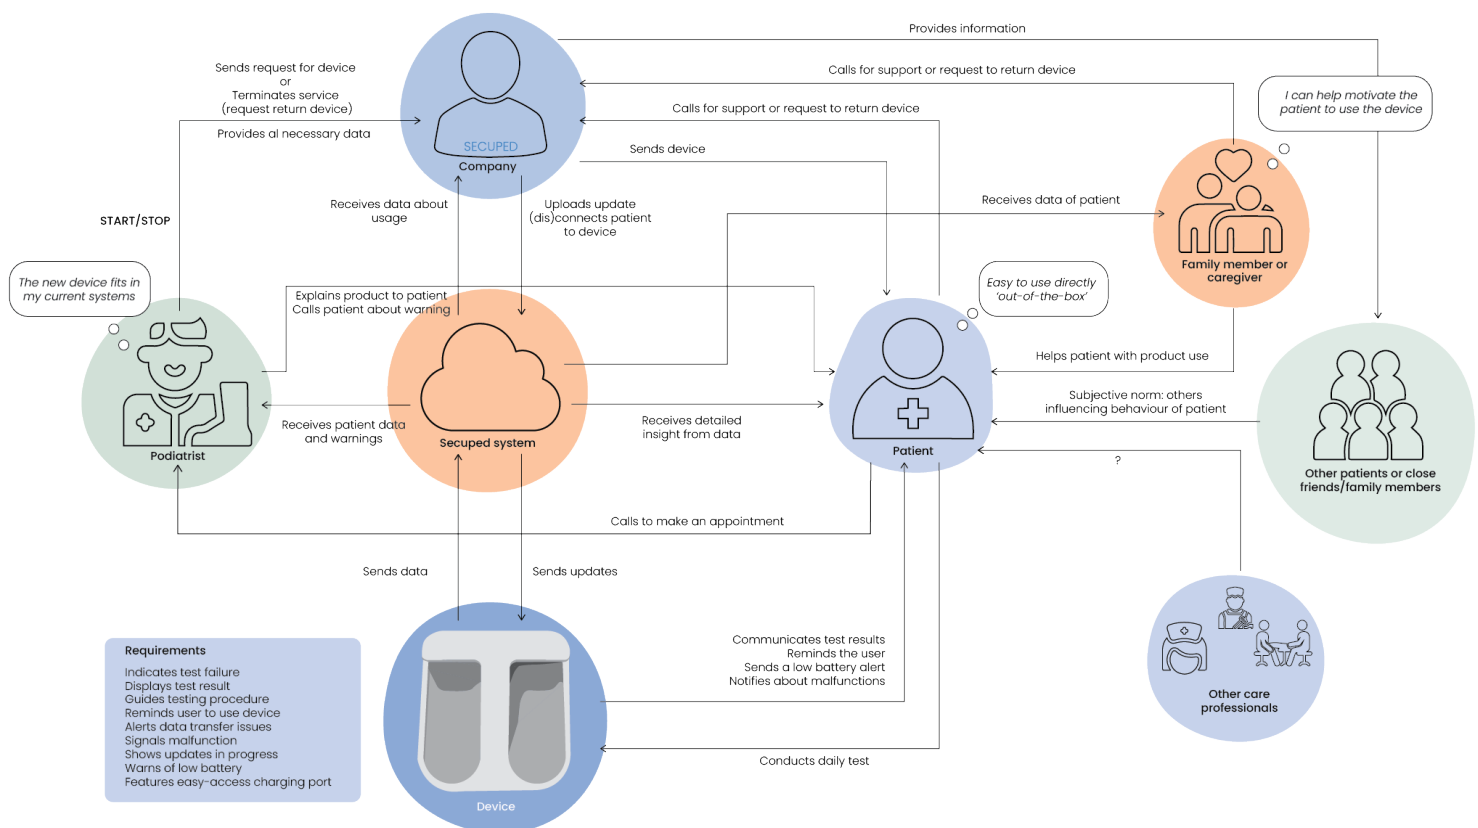 Provides information
Sends request for device
or
Terminates service
(request return device)
Provides al necessary data
Calls for support or request to return device
I can help motivate the
patient to use the device
Calls for support or request to return device
SECUPED
Company
Sends device
START/STOP
Receives data about
usage
Uploads update
(dis)connects patient
to device
Receives data of patient
Family member or
caregiver
The new device fits in
my current systems
Explains product to patient
Calls patient about warning
Easy to use directly
‘out-of-the-box’
Helps patient with product use
Subjective norm: others
influencing behaviour of patient
Receives patient data
and warnings
Secuped system
Receives detailed
insight from data
Podiatrist
Patient
?
Other patients or close
friends/family members
Calls to make an appointment
Sends data
Sends updates
Requirements
Indicates test failure
Displays test result
Guides testing procedure
Reminds user to use device
Alerts data transfer issues
Signals malfunction
Shows updates in progress
Warns of low battery
Features easy-access charging port
Communicates test results
Reminds the user
Sends a low battery alert
Notifies about malfunctions
Other care
professionals
Conducts daily test
Device